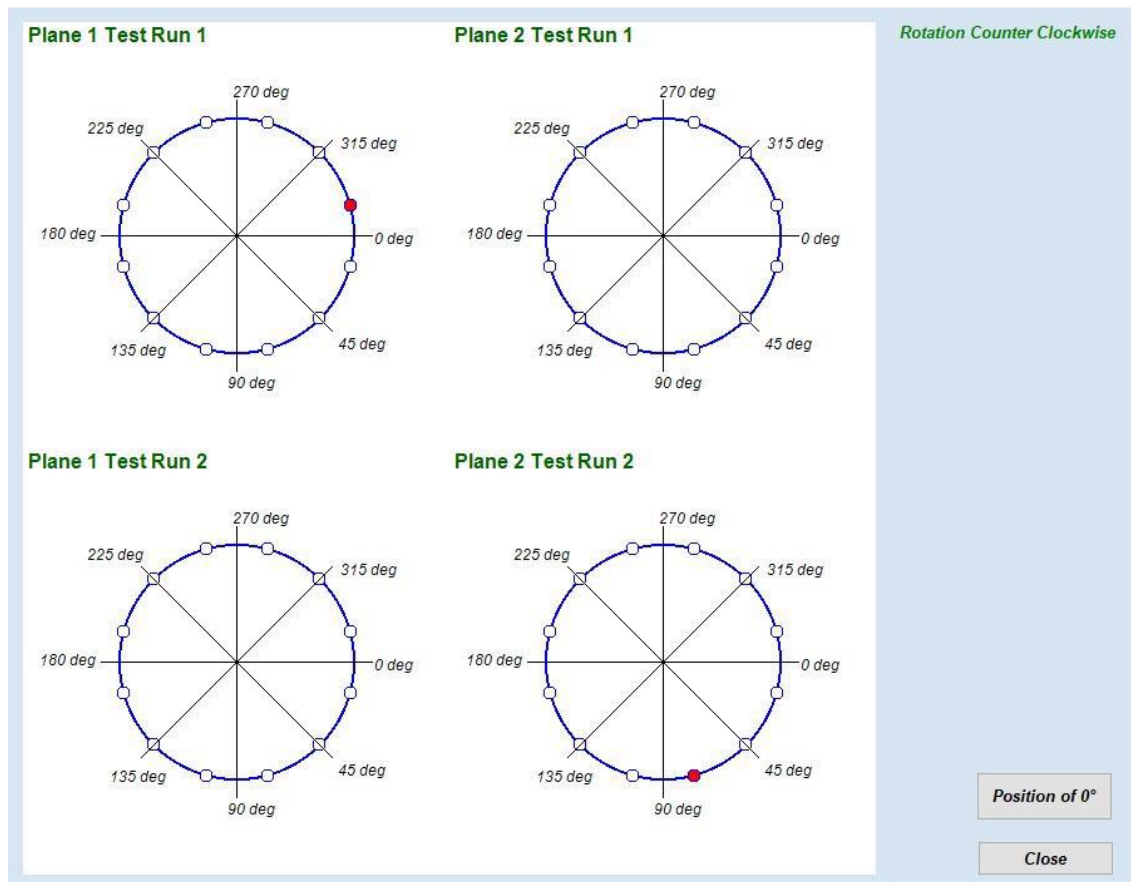 Plane 1 Test Run 1
Plane 2 Test Run 1
Rotation Counter Clockwise
270 deg
225 deg
315 deg
180 deg
0 deg
135 deg
45 deg
90 deg
270 deg
225 deg
315 deg
180 deg
0 deg
135 deg
45 deg
90 deg
Plane 1 Test Run 2
Plane 2 Test Run 2
270 deg
225 deg
315 deg
180 deg
0 deg
135 deg
45 deg
90 deg
270 deg
225 deg
315 deg
180 deg
0 deg
135 deg
45 deg
90 deg
Position of 0°
Close